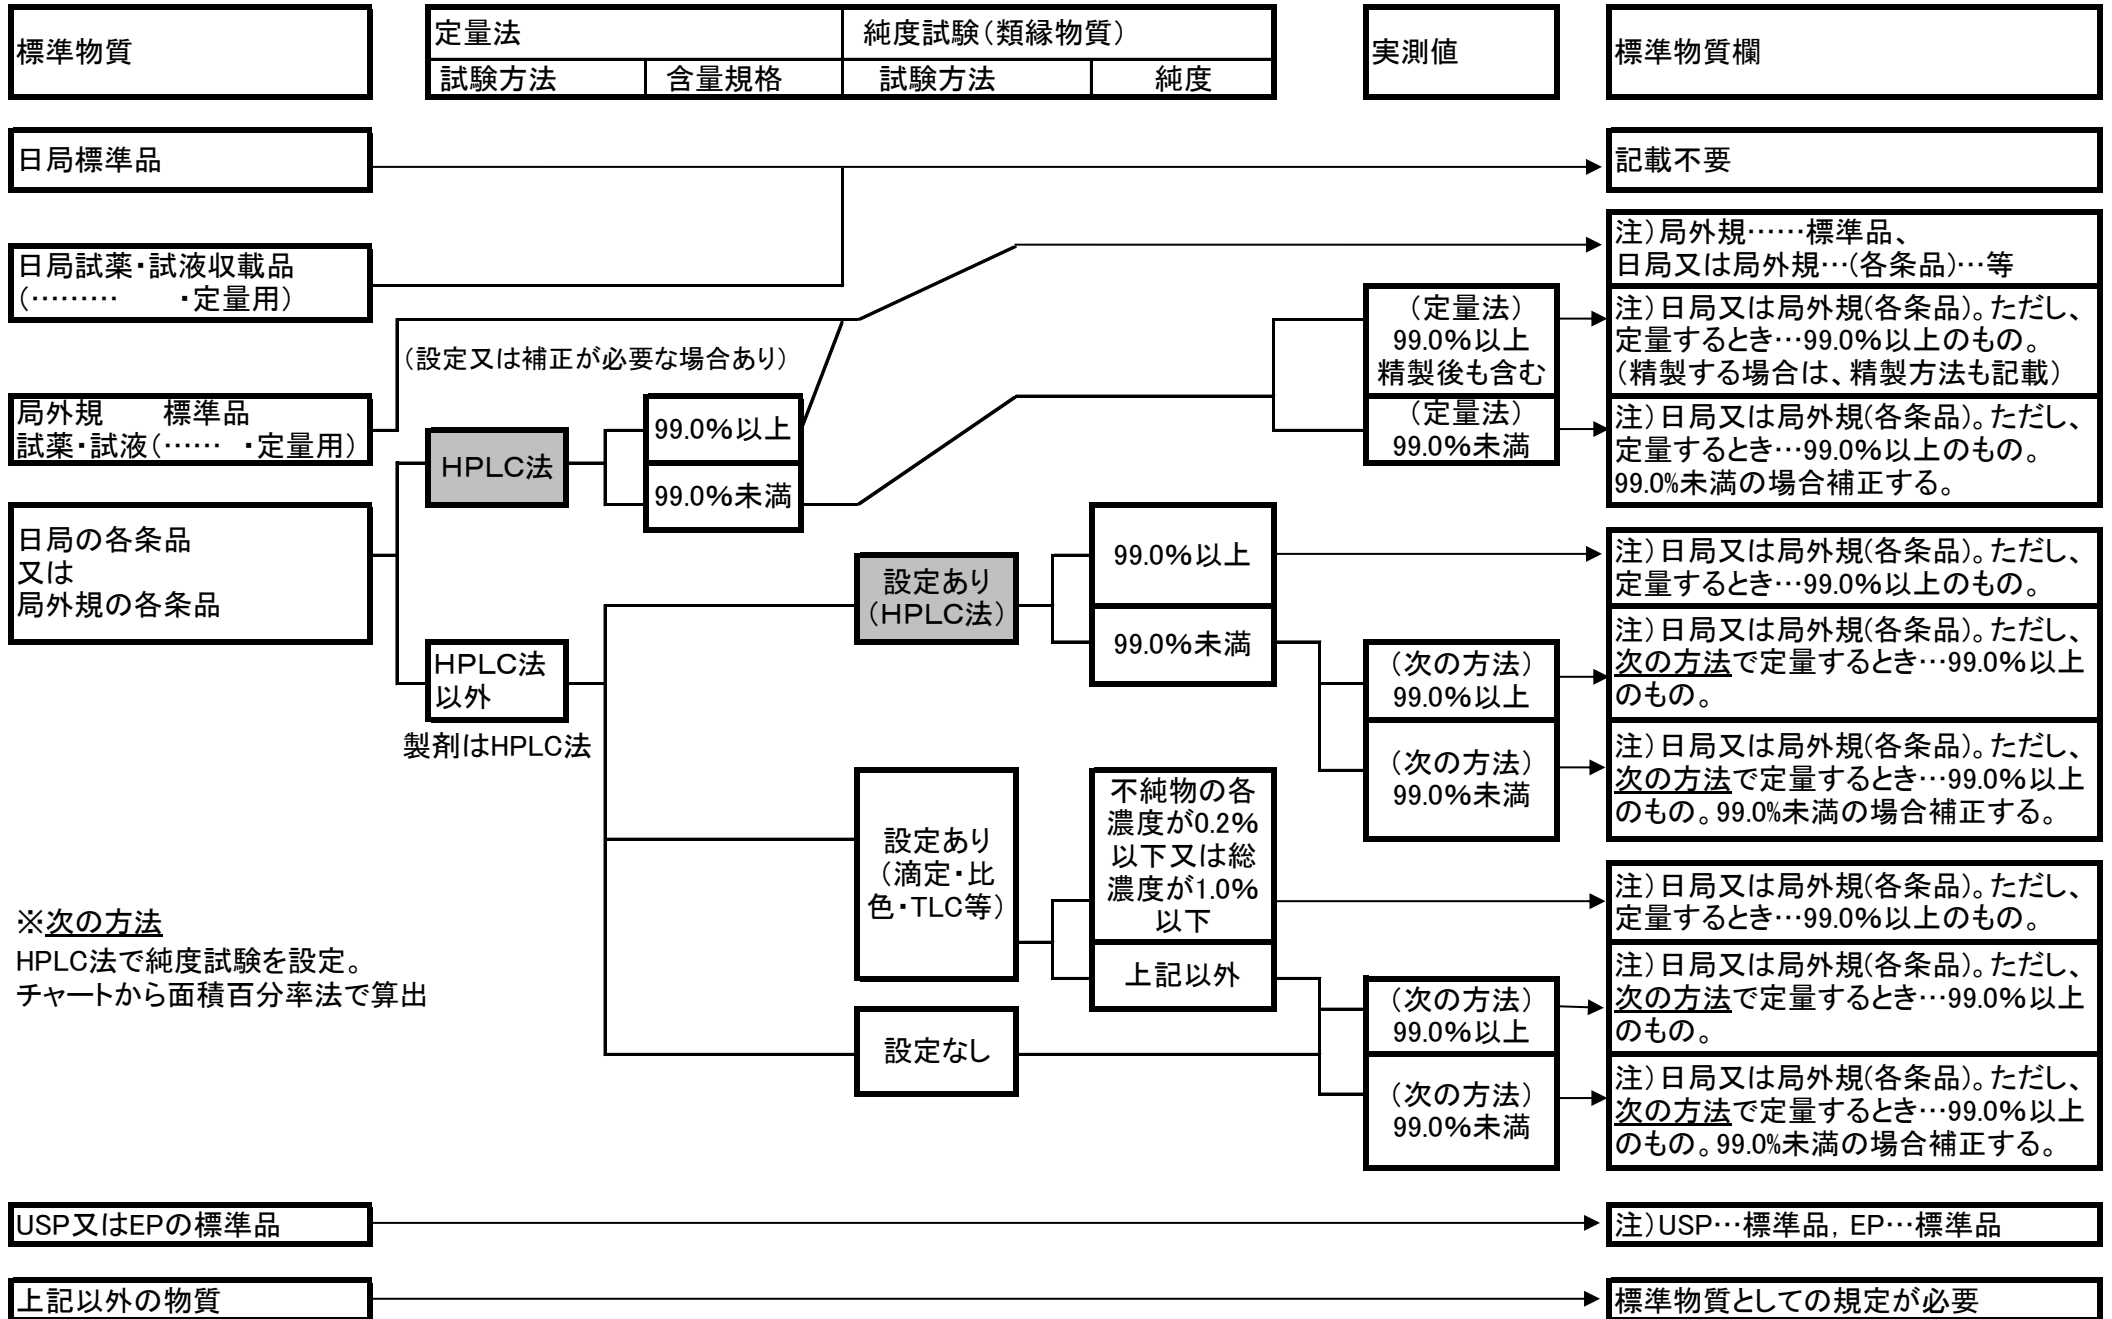 標準物質
定量法
純度試験（類縁物質）
試験方法
含量規格
試験方法
純度
実測値
標準物質欄
日局標準品
記載不要
日局試薬・試液収載品
（……… ・定量用）
注）局外規……標準品、
日局又は局外規…(各条品)…等
（設定又は補正が必要な場合あり）
局外規 標準品
試薬・試液（…… ・定量用）
HPLC法
99.0%以上
99.0%未満
（定量法）
99.0%以上
精製後も含む
（定量法）
99.0%未満
注）日局又は局外規(各条品)。ただし、
定量するとき…99.0%以上のもの。
（精製する場合は、精製方法も記載）
注）日局又は局外規(各条品)。ただし、
定量するとき…99.0%以上のもの。
99.0%未満の場合補正する。
日局の各条品
又は
局外規の各条品
HPLC法
以外
製剤はHPLC法
設定あり
（HPLC法）
99.0%以上
99.0%未満
注）日局又は局外規(各条品)。ただし、
定量するとき…99.0%以上のもの。
（次の方法）
99.0%以上
注）日局又は局外規(各条品)。ただし、
次の方法で定量するとき…99.0%以上
のもの。
（次の方法）
99.0%未満
注）日局又は局外規(各条品)。ただし、
次の方法で定量するとき…99.0%以上
のもの。99.0%未満の場合補正する。
設定あり
（滴定・比
色・TLC等）
不純物の各
濃度が0.2%
以下又は総
濃度が1.0%
以下
上記以外
注）日局又は局外規(各条品)。ただし、
定量するとき…99.0%以上のもの。
※次の方法
HPLC法で純度試験を設定。
チャートから面積百分率法で算出
設定なし
（次の方法）
99.0%以上
注）日局又は局外規(各条品)。ただし、
次の方法で定量するとき…99.0%以上
のもの。
（次の方法）
99.0%未満
注）日局又は局外規(各条品)。ただし、
次の方法で定量するとき…99.0%以上
のもの。99.0%未満の場合補正する。
USP又はEPの標準品
注）USP…標準品，EP…標準品
上記以外の物質
標準物質としての規定が必要